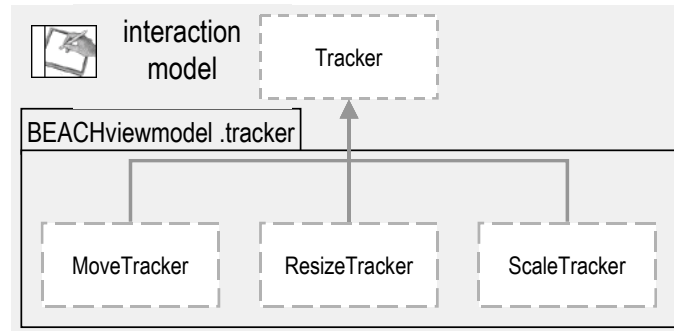 interaction
model
Tracker
BEACHviewmodel .tracker
MoveTracker
ResizeTracker
ScaleTracker